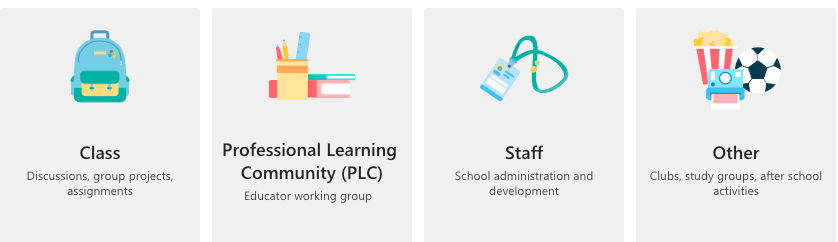 Class
Discussions, group projects,
assignments
Professional Learning
Community (PLC)
Educator working group
Staff
School administration and
development
Other
Clubs, study groups, after school
activities